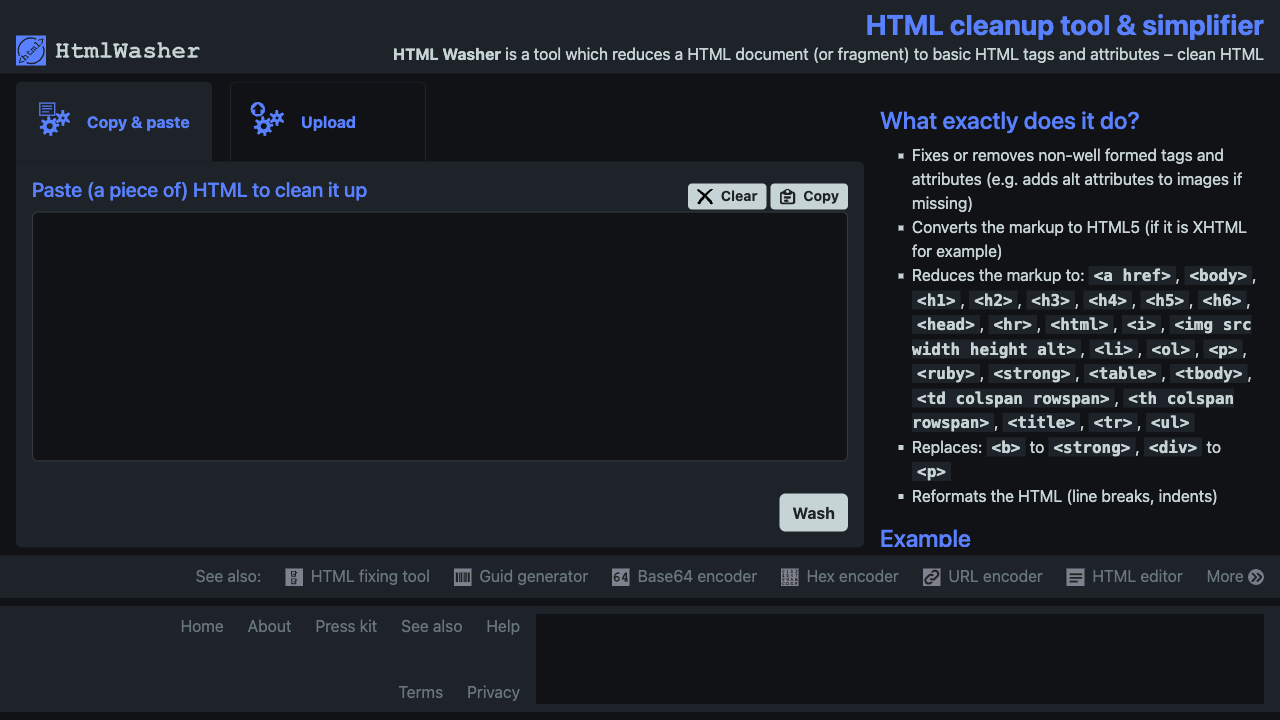 HtmlWasher
HTML cleanup tool & simplifier
HTML Washer is a tool which reduces a HTML document (or fragment) to basic HTML tags and attributes – clean HTML
Copy & paste
Upload
Paste (a piece of) HTML to clean it up
Clear
Copy
Wash
What exactly does it do?
Fixes or removes non-well formed tags and
attributes (e.g. adds alt attributes to images if
missing)
Converts the markup to HTML5 (if it is XHTML
for example)
Reduces the markup to: <a href>, <body>,
<h1>, <h2>, <h3>, <h4>, <h5>, <h6>,
<head>, <hr>, <html>, <i>, <img src
width height alt>, <li>, <ol>, <p>,
<ruby>, <strong>, <table>, <tbody>,
<td colspan rowspan>, <th colspan
rowspan>, <title>, <tr>, <ul>
Replaces: <b> to <strong>, <div> to
<p>
Reformats the HTML (line breaks, indents)
Example
See also: HTML fixing tool Guid generator 64 Base64 encoder Hex encoder URL encoder HTML editor More
Home About Press kit See also Help
Terms Privacy